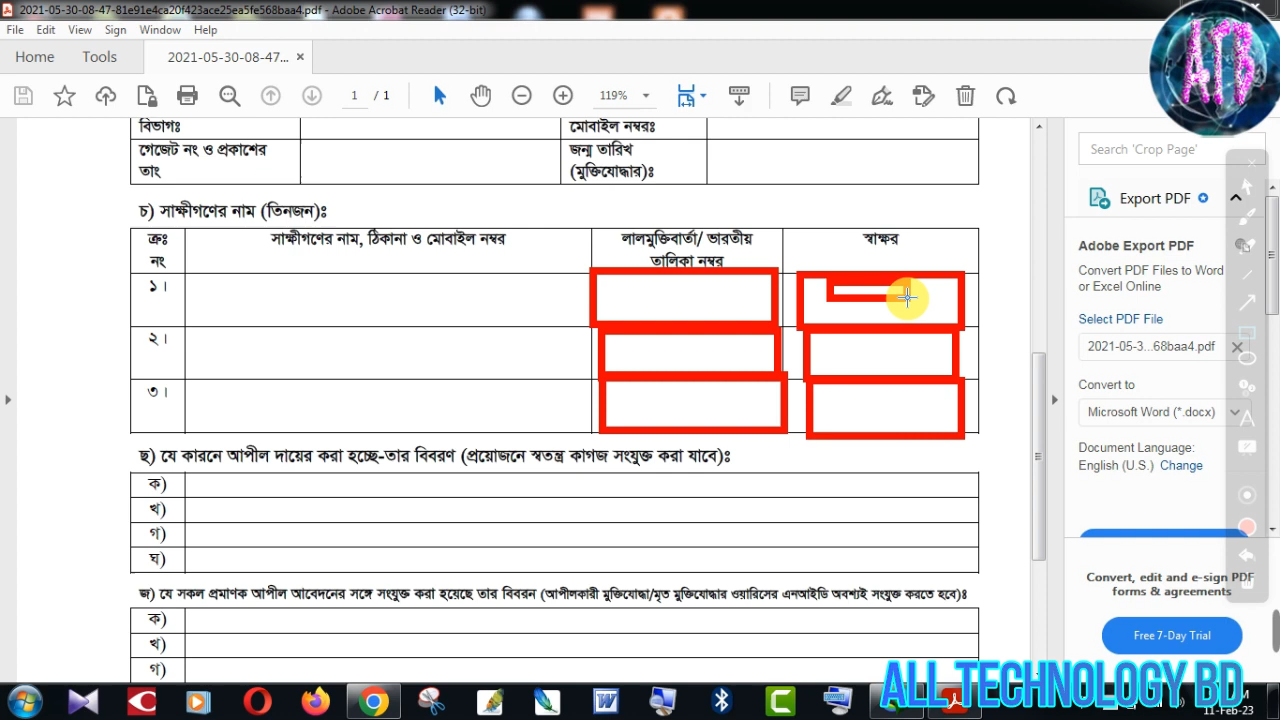 2021-05-30-08-47-81e91e4ca20f423ace25ea5fe568baa4.pdf - Adobe Acrobat Reader (32-bit)
File Edit View Sign Window Help
Home Tools 2021-05-30-08-47... ×
1 / 1 119%
বিভাগঃ মোবাইল নম্বরঃ
গেজেট নং ও প্রকাশের জন্ম তারিখ
তাং (মুক্তিযোদ্ধার)ঃ
চ) সাক্ষীগণের নাম (তিনজন)ঃ
ক্রঃ সাক্ষীগণের নাম, ঠিকানা ও মোবাইল নম্বর লালমুক্তিবার্তা/ ভারতীয় স্বাক্ষর
নং তালিকা নম্বর
১।
২।
৩।
ছ) যে কারনে আপীল দায়ের করা হচ্ছে-তার বিবরণ (প্রয়োজনে স্বতন্ত্র কাগজ সংযুক্ত করা যাবে)ঃ
ক)
খ)
গ)
ঘ)
জ) যে সকল প্রমাণক আপীল আবেদনের সঙ্গে সংযুক্ত করা হয়েছে তার বিবরন (আপীলকারী মুক্তিযোদ্ধা/মৃত মুক্তিযোদ্ধার ওয়ারিসের এনআইডি অবশ্যই সংযুক্ত করতে হবে)ঃ
ক)
খ)
গ)
Search 'Crop Page'
Export PDF
Adobe Export PDF
Convert PDF Files to Word
or Excel Online
Select PDF File
2021-05-3...68baa4.pdf
Convert to
Microsoft Word (*.docx)
Document Language:
English (U.S.) Change
Convert, edit and e-sign PDF
forms & agreements
Free 7-Day Trial
ALL TECHNOLOGY BD
11-Feb-23